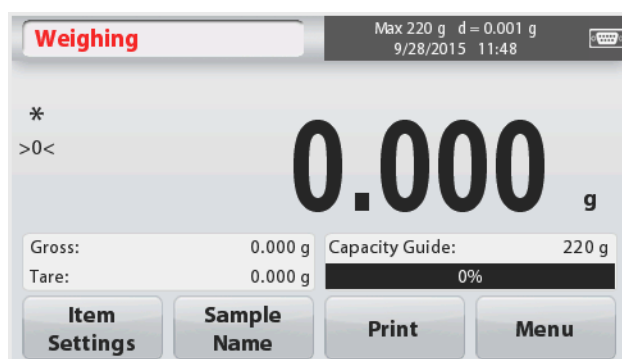 Weighing
Max 220 g d = 0.001 g
9/28/2015 11:48
*
>0<
0.000 g
Gross: 0.000 g
Tare: 0.000 g
Capacity Guide: 220 g
0%
Item
Settings
Sample
Name
Print
Menu